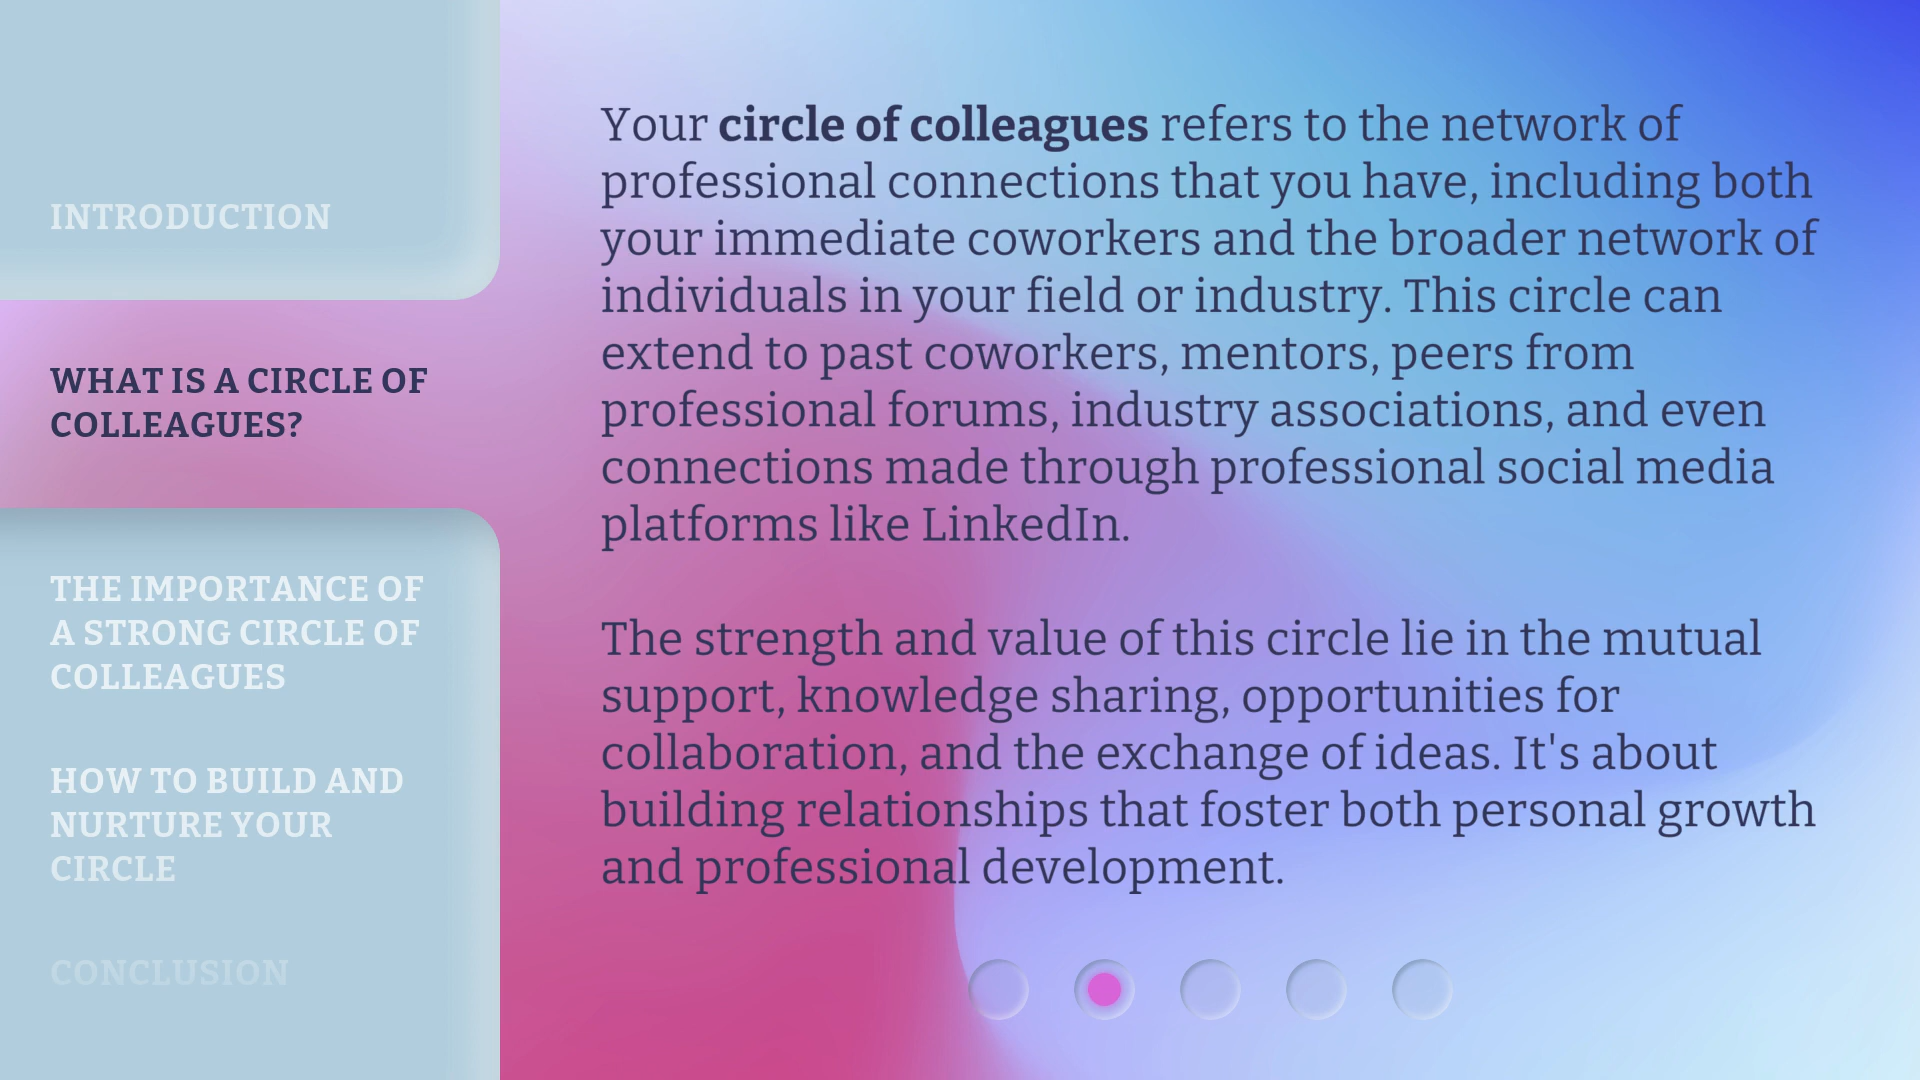 INTRODUCTION
WHAT IS A CIRCLE OF
COLLEAGUES?
THE IMPORTANCE OF
A STRONG CIRCLE OF
COLLEAGUES
HOW TO BUILD AND
NURTURE YOUR
CIRCLE
CONCLUSION
Your circle of colleagues refers to the network of
professional connections that you have, including both
your immediate coworkers and the broader network of
individuals in your field or industry. This circle can
extend to past coworkers, mentors, peers from
professional forums, industry associations, and even
connections made through professional social media
platforms like LinkedIn.
The strength and value of this circle lie in the mutual
support, knowledge sharing, opportunities for
collaboration, and the exchange of ideas. It's about
building relationships that foster both personal growth
and professional development.